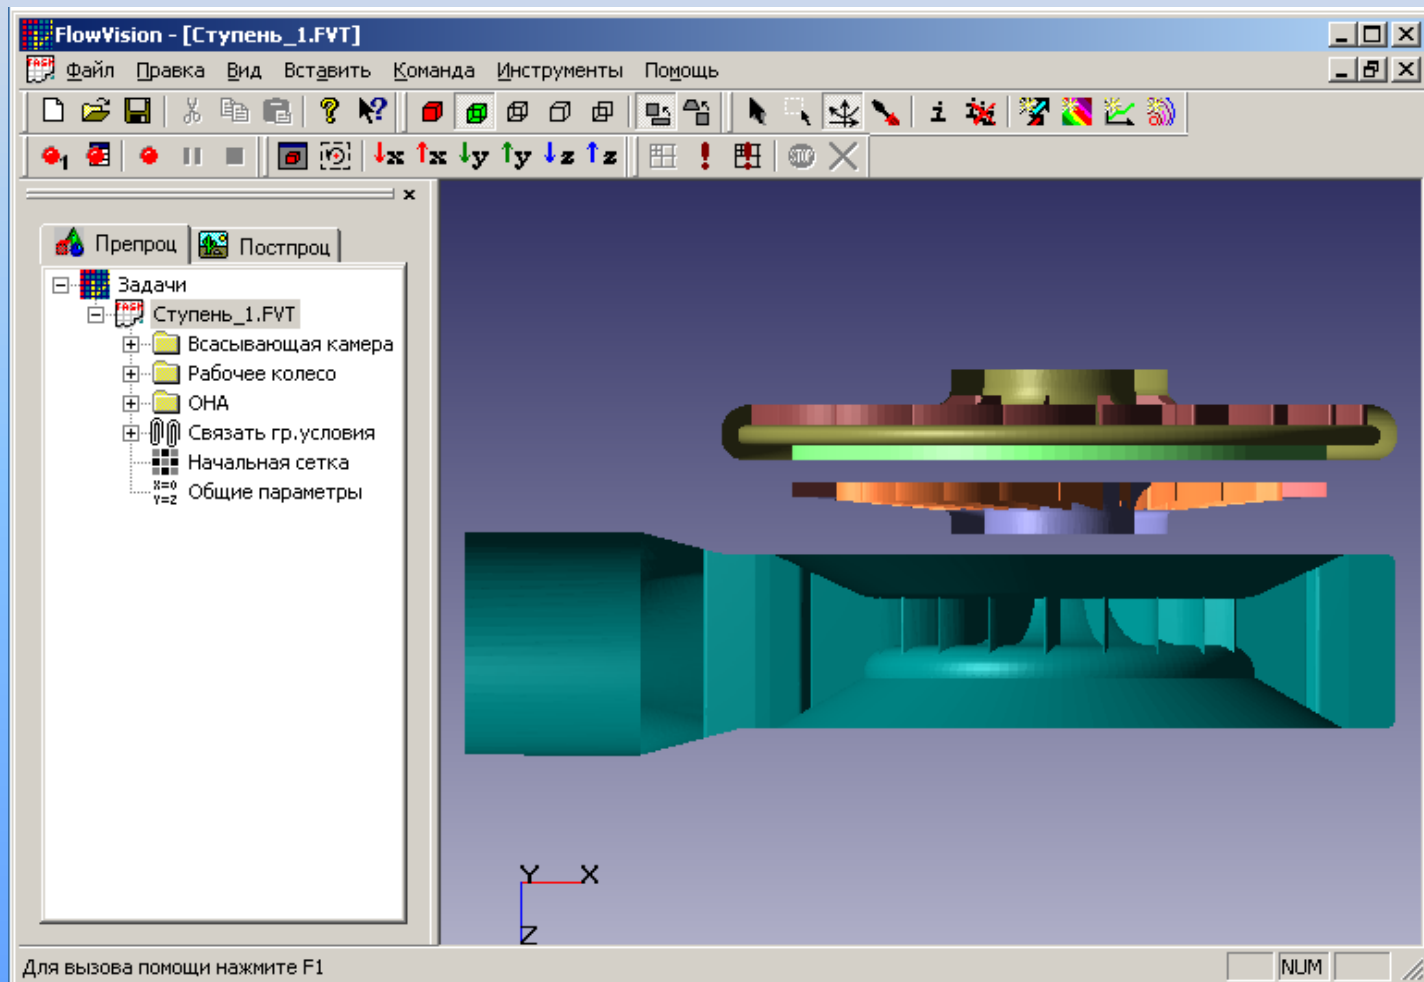 FlowVision - [Ступень_1.FVT]
Файл Правка Вид Вставить Команда Инструменты Помощь
x x y y z z
Препроц Постпроц
Задачи
Ступень_1.FVT
Всасывающая камера
Рабочее колесо
ОНА
Связать гр.условия
Начальная сетка
X=0
Y=Z
Общие параметры
Y X
Z
Для вызова помощи нажмите F1
NUM